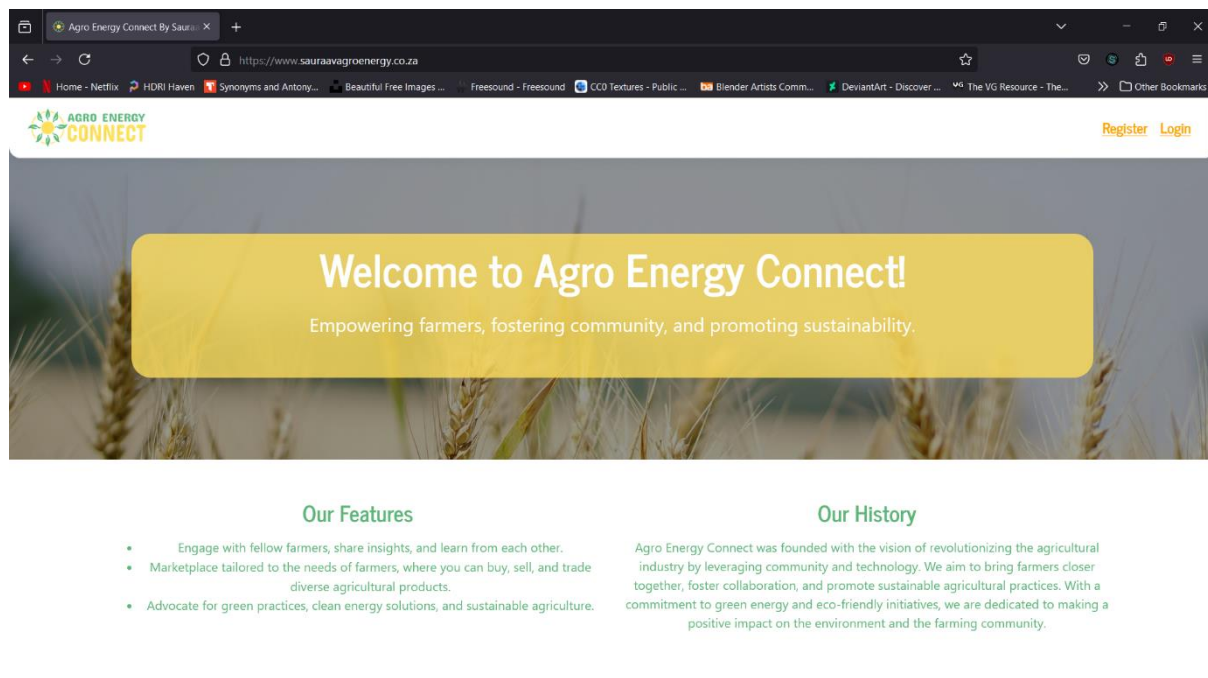 Agro Energy Connect By Saura
https://www.sauraavagroenergy.co.za
Home - Netflix HDRI Haven Synonyms and Antony... Beautiful Free Images ... Freesound - Freesound CC0 Textures - Public ... Blender Artists Comm... DeviantArt - Discover ... VG The VG Resource - The... Other Bookmarks
AGRO ENERGY
CONNECT
Register Login
Welcome to Agro Energy Connect!
Empowering farmers, fostering community, and promoting sustainability.
Our Features
• Engage with fellow farmers, share insights, and learn from each other.
• Marketplace tailored to the needs of farmers, where you can buy, sell, and trade
diverse agricultural products.
• Advocate for green practices, clean energy solutions, and sustainable agriculture.
Our History
Agro Energy Connect was founded with the vision of revolutionizing the agricultural
industry by leveraging community and technology. We aim to bring farmers closer
together, foster collaboration, and promote sustainable agricultural practices. With a
commitment to green energy and eco-friendly initiatives, we are dedicated to making a
positive impact on the environment and the farming community.